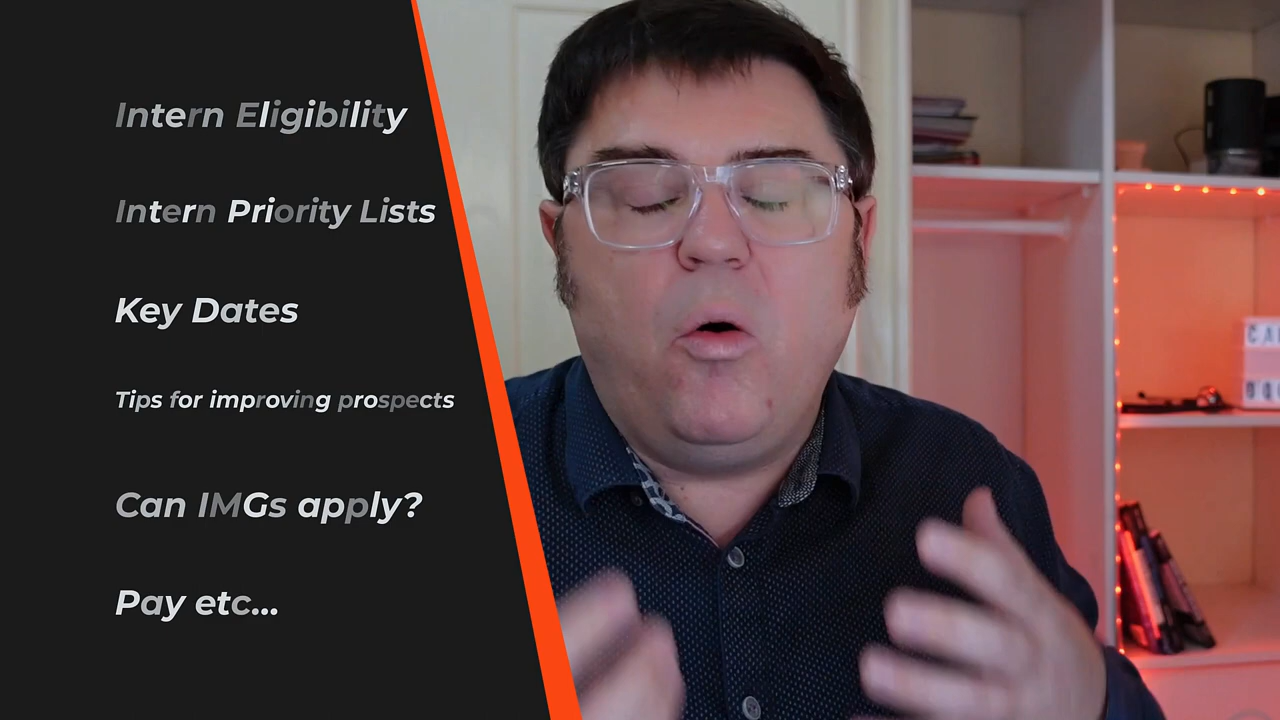 Intern Eligibility
Intern Priority Lists
Key Dates
Tips for improving prospects
Can IMGs apply?
Pay etc...